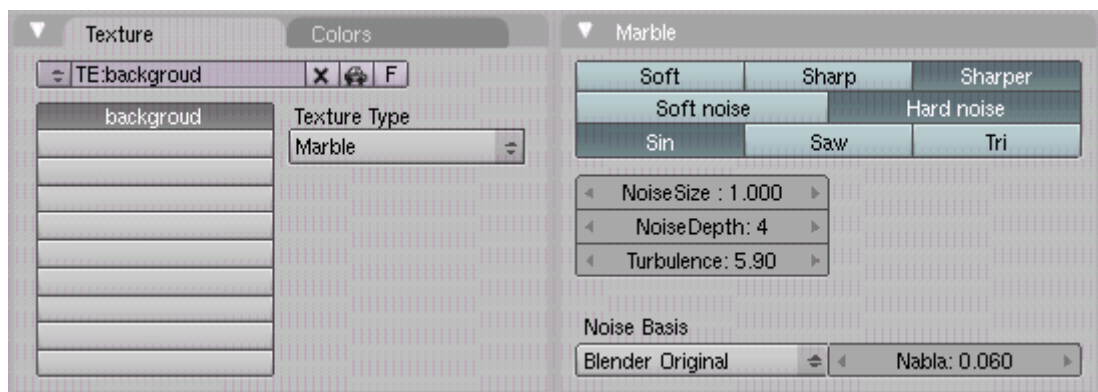 Texture
Colors
TE:backgroud
X
F
backgroud
Texture Type
Marble
Marble
Soft
Sharp
Sharper
Soft noise
Hard noise
Sin
Saw
Tri
NoiseSize : 1.000
NoiseDepth: 4
Turbulence: 5.90
Noise Basis
Blender Original
Nabla: 0.060